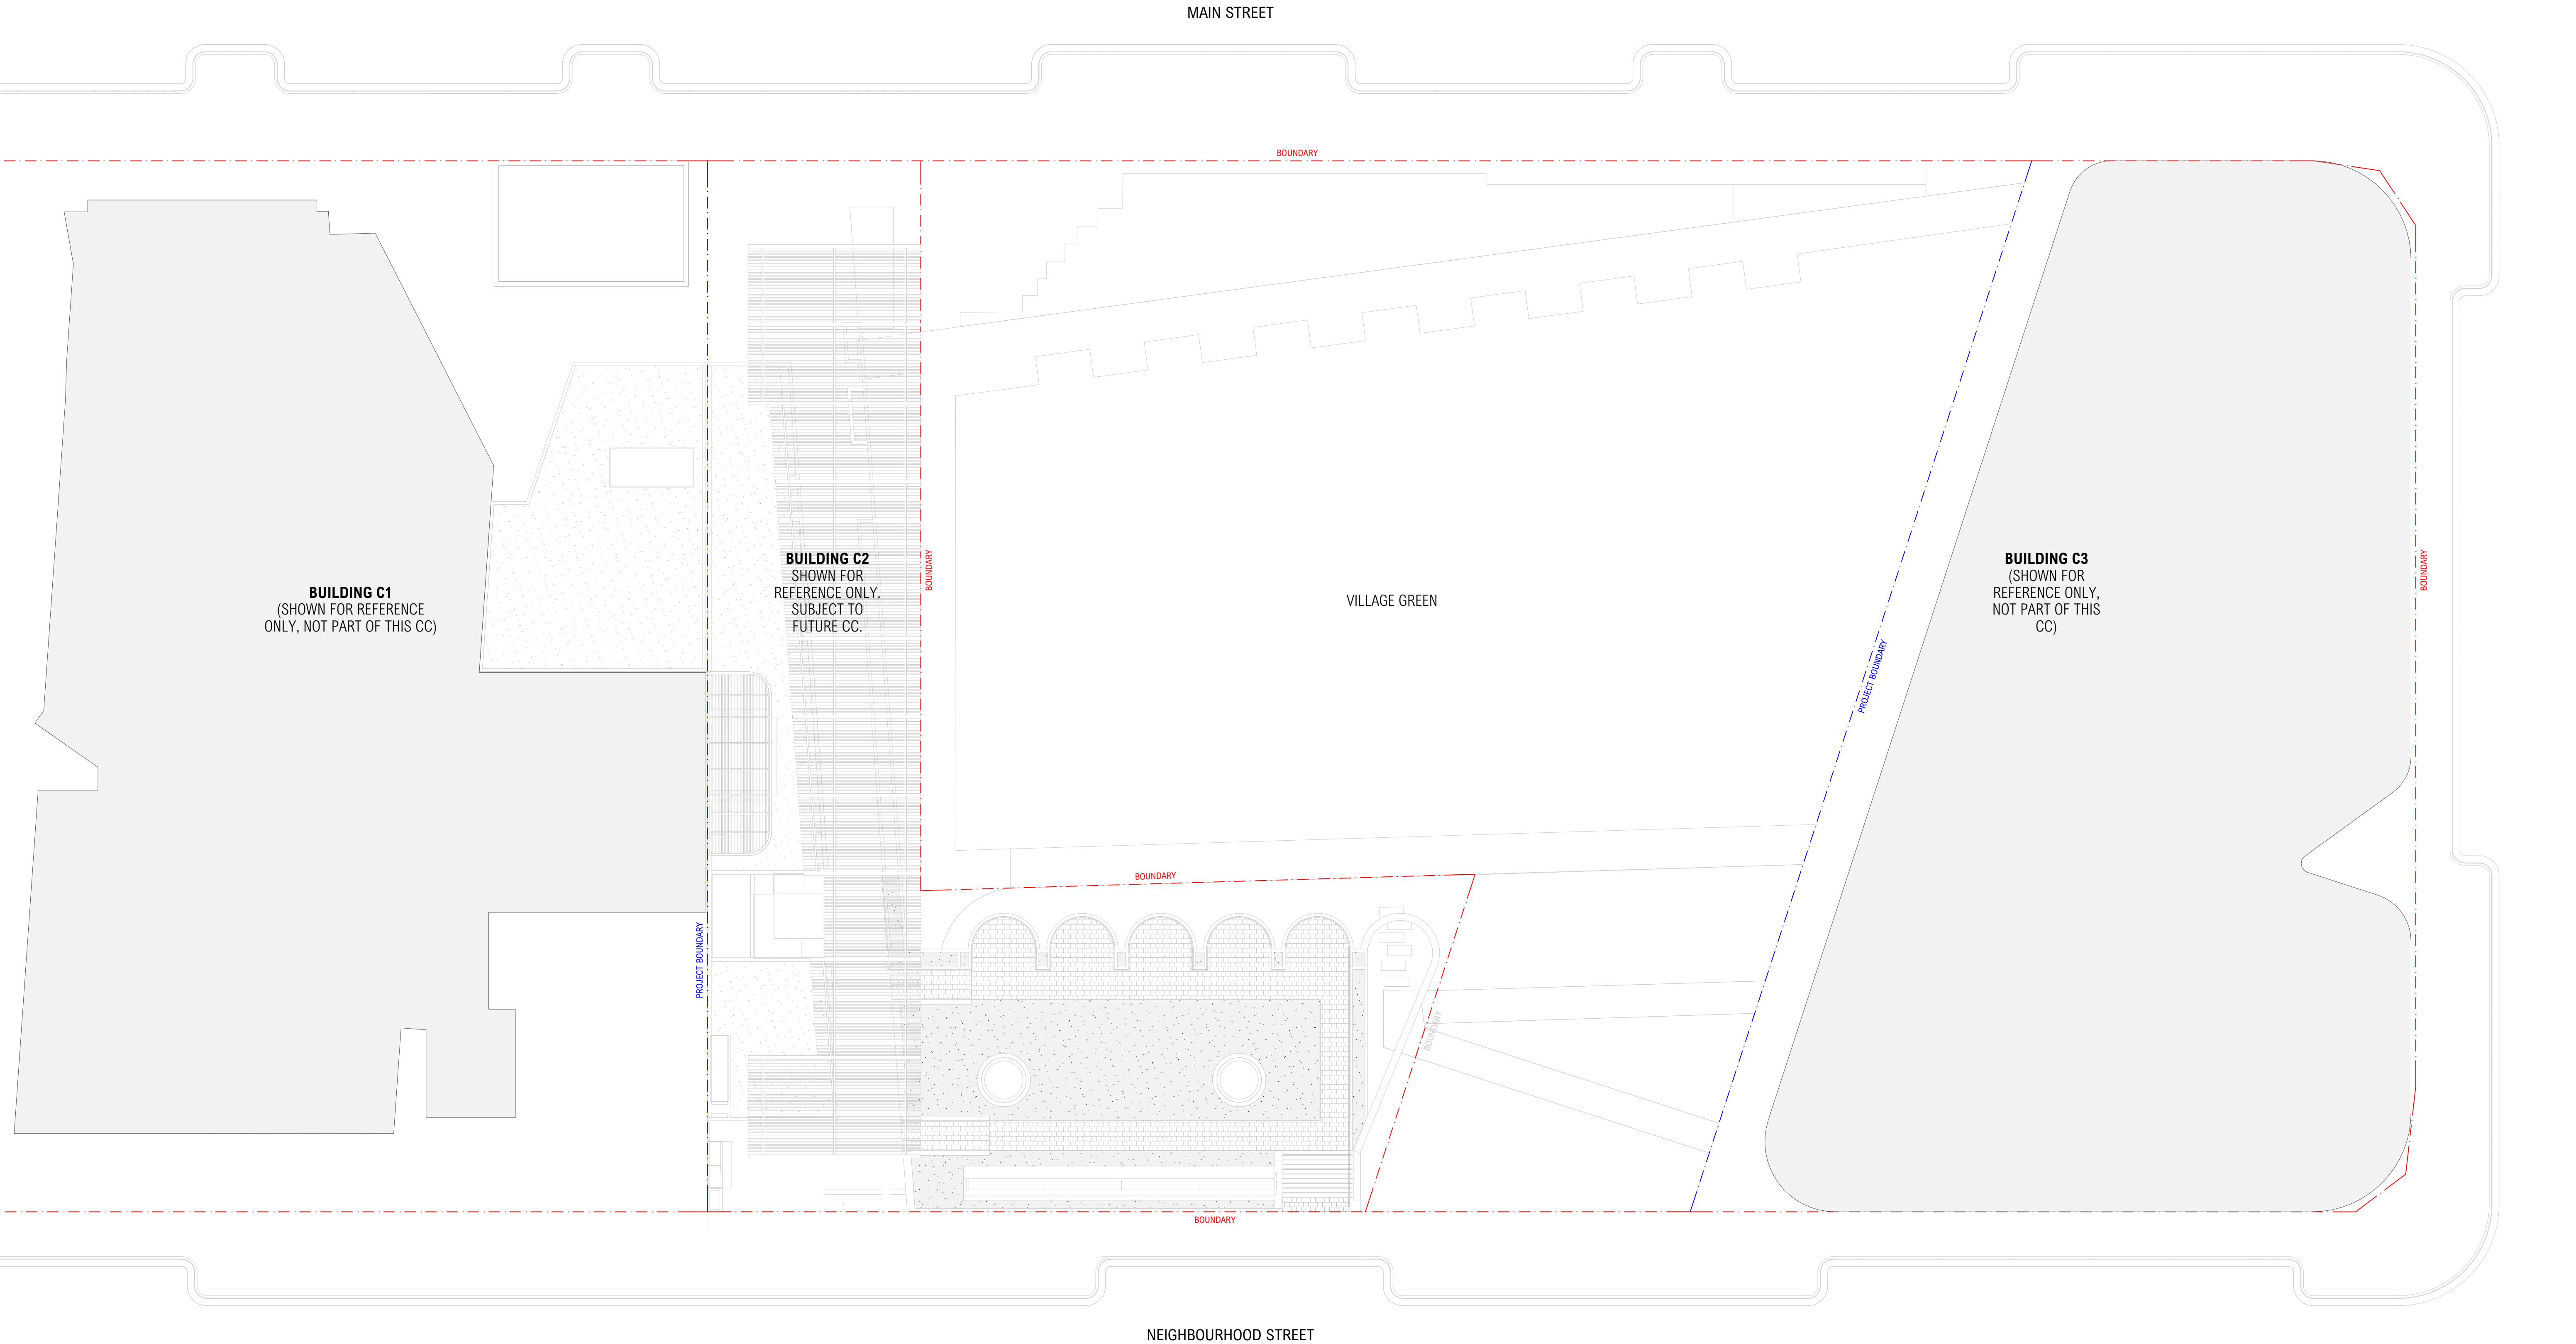 MAIN STREET
BOUNDARY
BUILDING C1
(SHOWN FOR REFERENCE
ONLY, NOT PART OF THIS CC)
BUILDING C2
SHOWN FOR
REFERENCE ONLY.
SUBJECT TO
FUTURE CC.
BOUNDARY
VILLAGE GREEN
PROJECT BOUNDARY
BUILDING C3
(SHOWN FOR
REFERENCE ONLY,
NOT PART OF THIS
CC)
BOUNDARY
BOUNDARY
PROJECT BOUNDARY
BOUNDARY
BOUNDARY
NEIGHBOURHOOD STREET